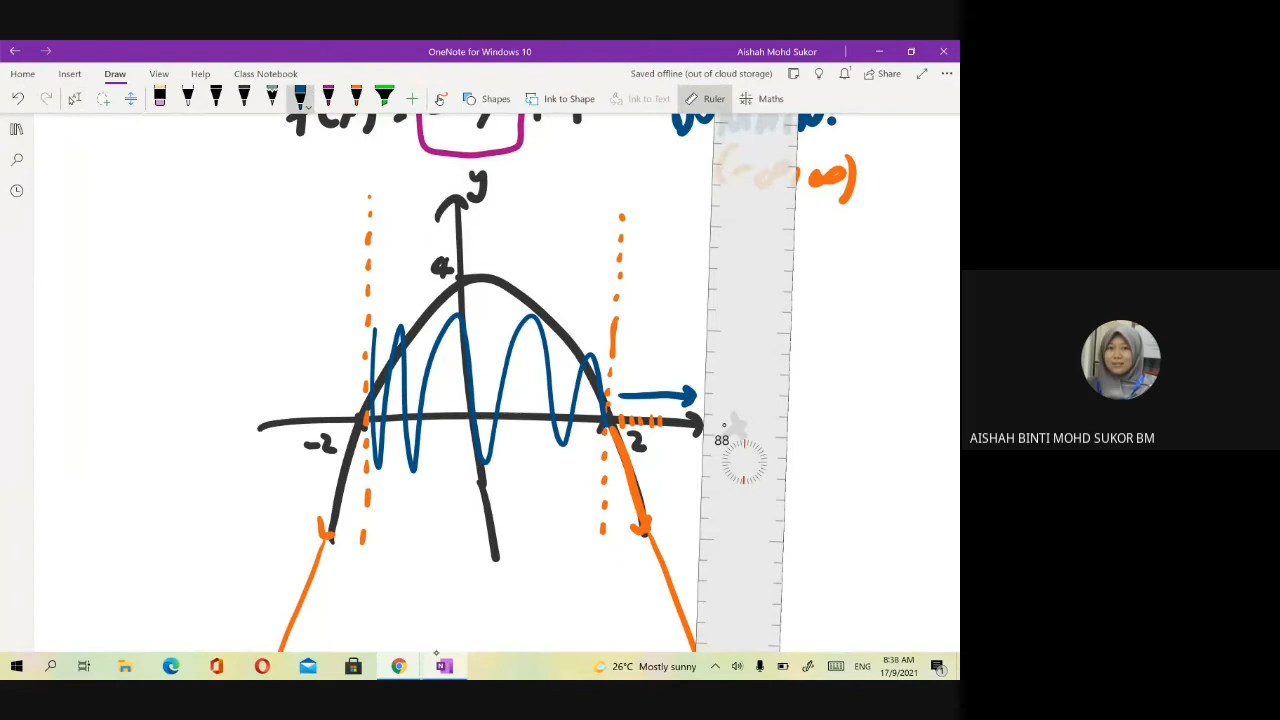 OneNote for Windows 10
Aishah Mohd Sukor
Home Insert Draw View Help Class Notebook
Saved offline (out of cloud storage)
Share
Shapes
Ink to Shape
Ink to Text
Ruler
Maths
(-∞, ∞)
y
4
-2
2
x
88°
AISHAH BINTI MOHD SUKOR BM
26°C Mostly sunny
ENG
8:38 AM
17/9/2021
1